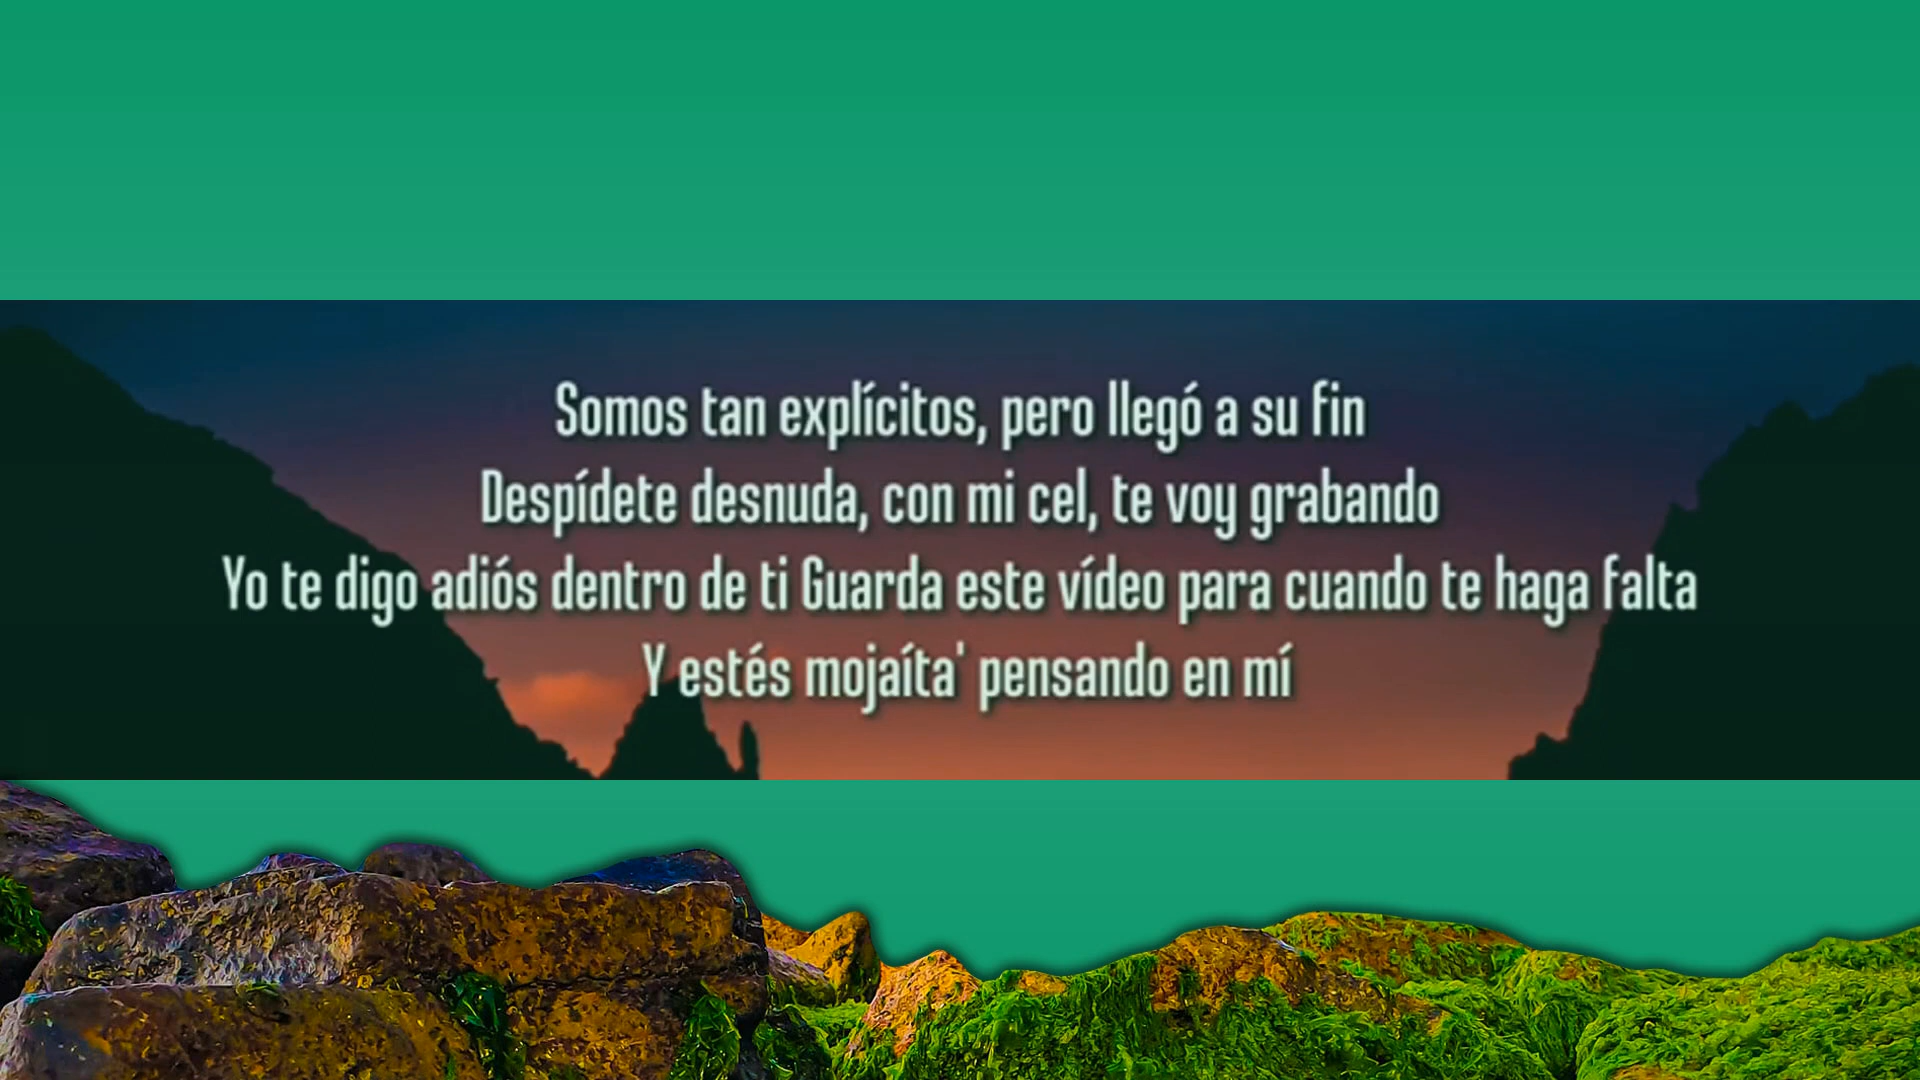 Somos tan explícitos, pero llegó a su fin
Despídete desnuda, con mi cel, te voy grabando
Yo te digo adiós dentro de ti Guarda este vídeo para cuando te haga falta
Y estés mojaíta' pensando en mí